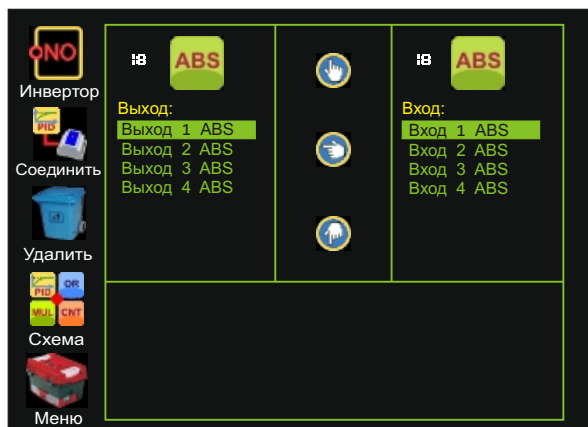 NO
Инвертор
PID
Соединить
Удалить
PID OR
MUL CNT
Схема
Меню
18 ABS
Выход:
Выход 1 ABS
Выход 2 ABS
Выход 3 ABS
Выход 4 ABS
18 ABS
Вход:
Вход 1 ABS
Вход 2 ABS
Вход 3 ABS
Вход 4 ABS